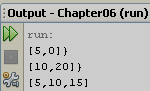 Output - Chapter06 (run)
run:
[5,0]}
[10,20]}
[5,10,15]